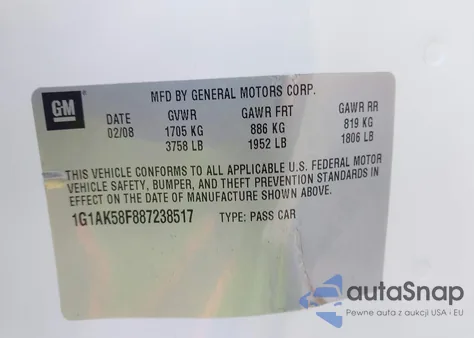 GM
MFD BY GENERAL MOTORS CORP.
DATE GVWR GAWR FRT GAWR RR
02/08 1705 KG 886 KG 819 KG
3758 LB 1952 LB 1806 LB
THIS VEHICLE CONFORMS TO ALL APPLICABLE U.S. FEDERAL MOTOR
VEHICLE SAFETY, BUMPER, AND THEFT PREVENTION STANDARDS IN
EFFECT ON THE DATE OF MANUFACTURE SHOWN ABOVE.
1G1AK58F887238517 TYPE: PASS CAR
autaSnap
Pewne auta z aukcji USA i EU